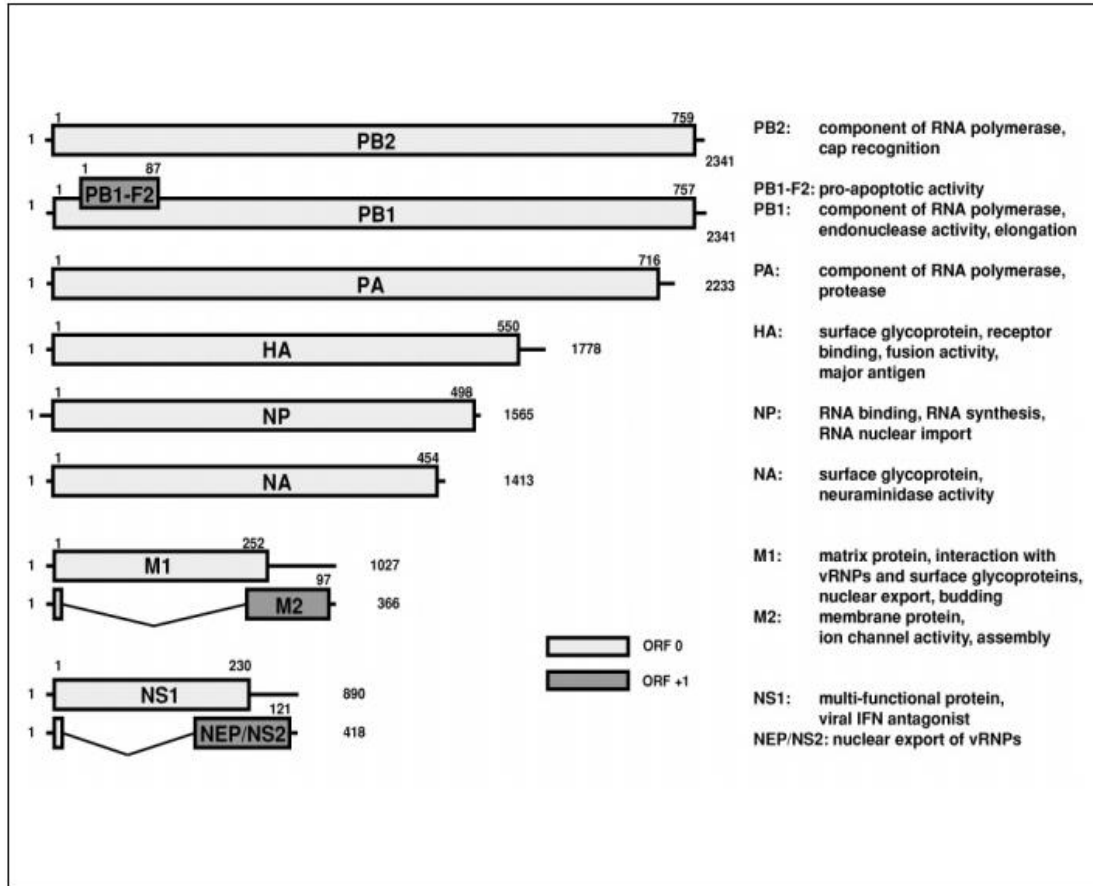 1 759
1 PB2 2341
PB2: component of RNA polymerase,
cap recognition
1 87
PB1-F2
1 757
1 PB1 2341
PB1-F2: pro-apoptotic activity
PB1: component of RNA polymerase,
endonuclease activity, elongation
1 716
1 PA 2233
PA: component of RNA polymerase,
protease
1 550
1 HA 1778
HA: surface glycoprotein, receptor
binding, fusion activity,
major antigen
1 498
1 NP 1565
NP: RNA binding, RNA synthesis,
RNA nuclear import
1 454
1 NA 1413
NA: surface glycoprotein,
neuraminidase activity
1 252
1 M1 1027
97
1 M2 366
M1: matrix protein, interaction with
vRNPs and surface glycoproteins,
nuclear export, budding
M2: membrane protein,
ion channel activity, assembly
ORF 0
ORF +1
1 230
1 NS1 890
121
1 NEP/NS2 418
NS1: multi-functional protein,
viral IFN antagonist
NEP/NS2: nuclear export of vRNPs